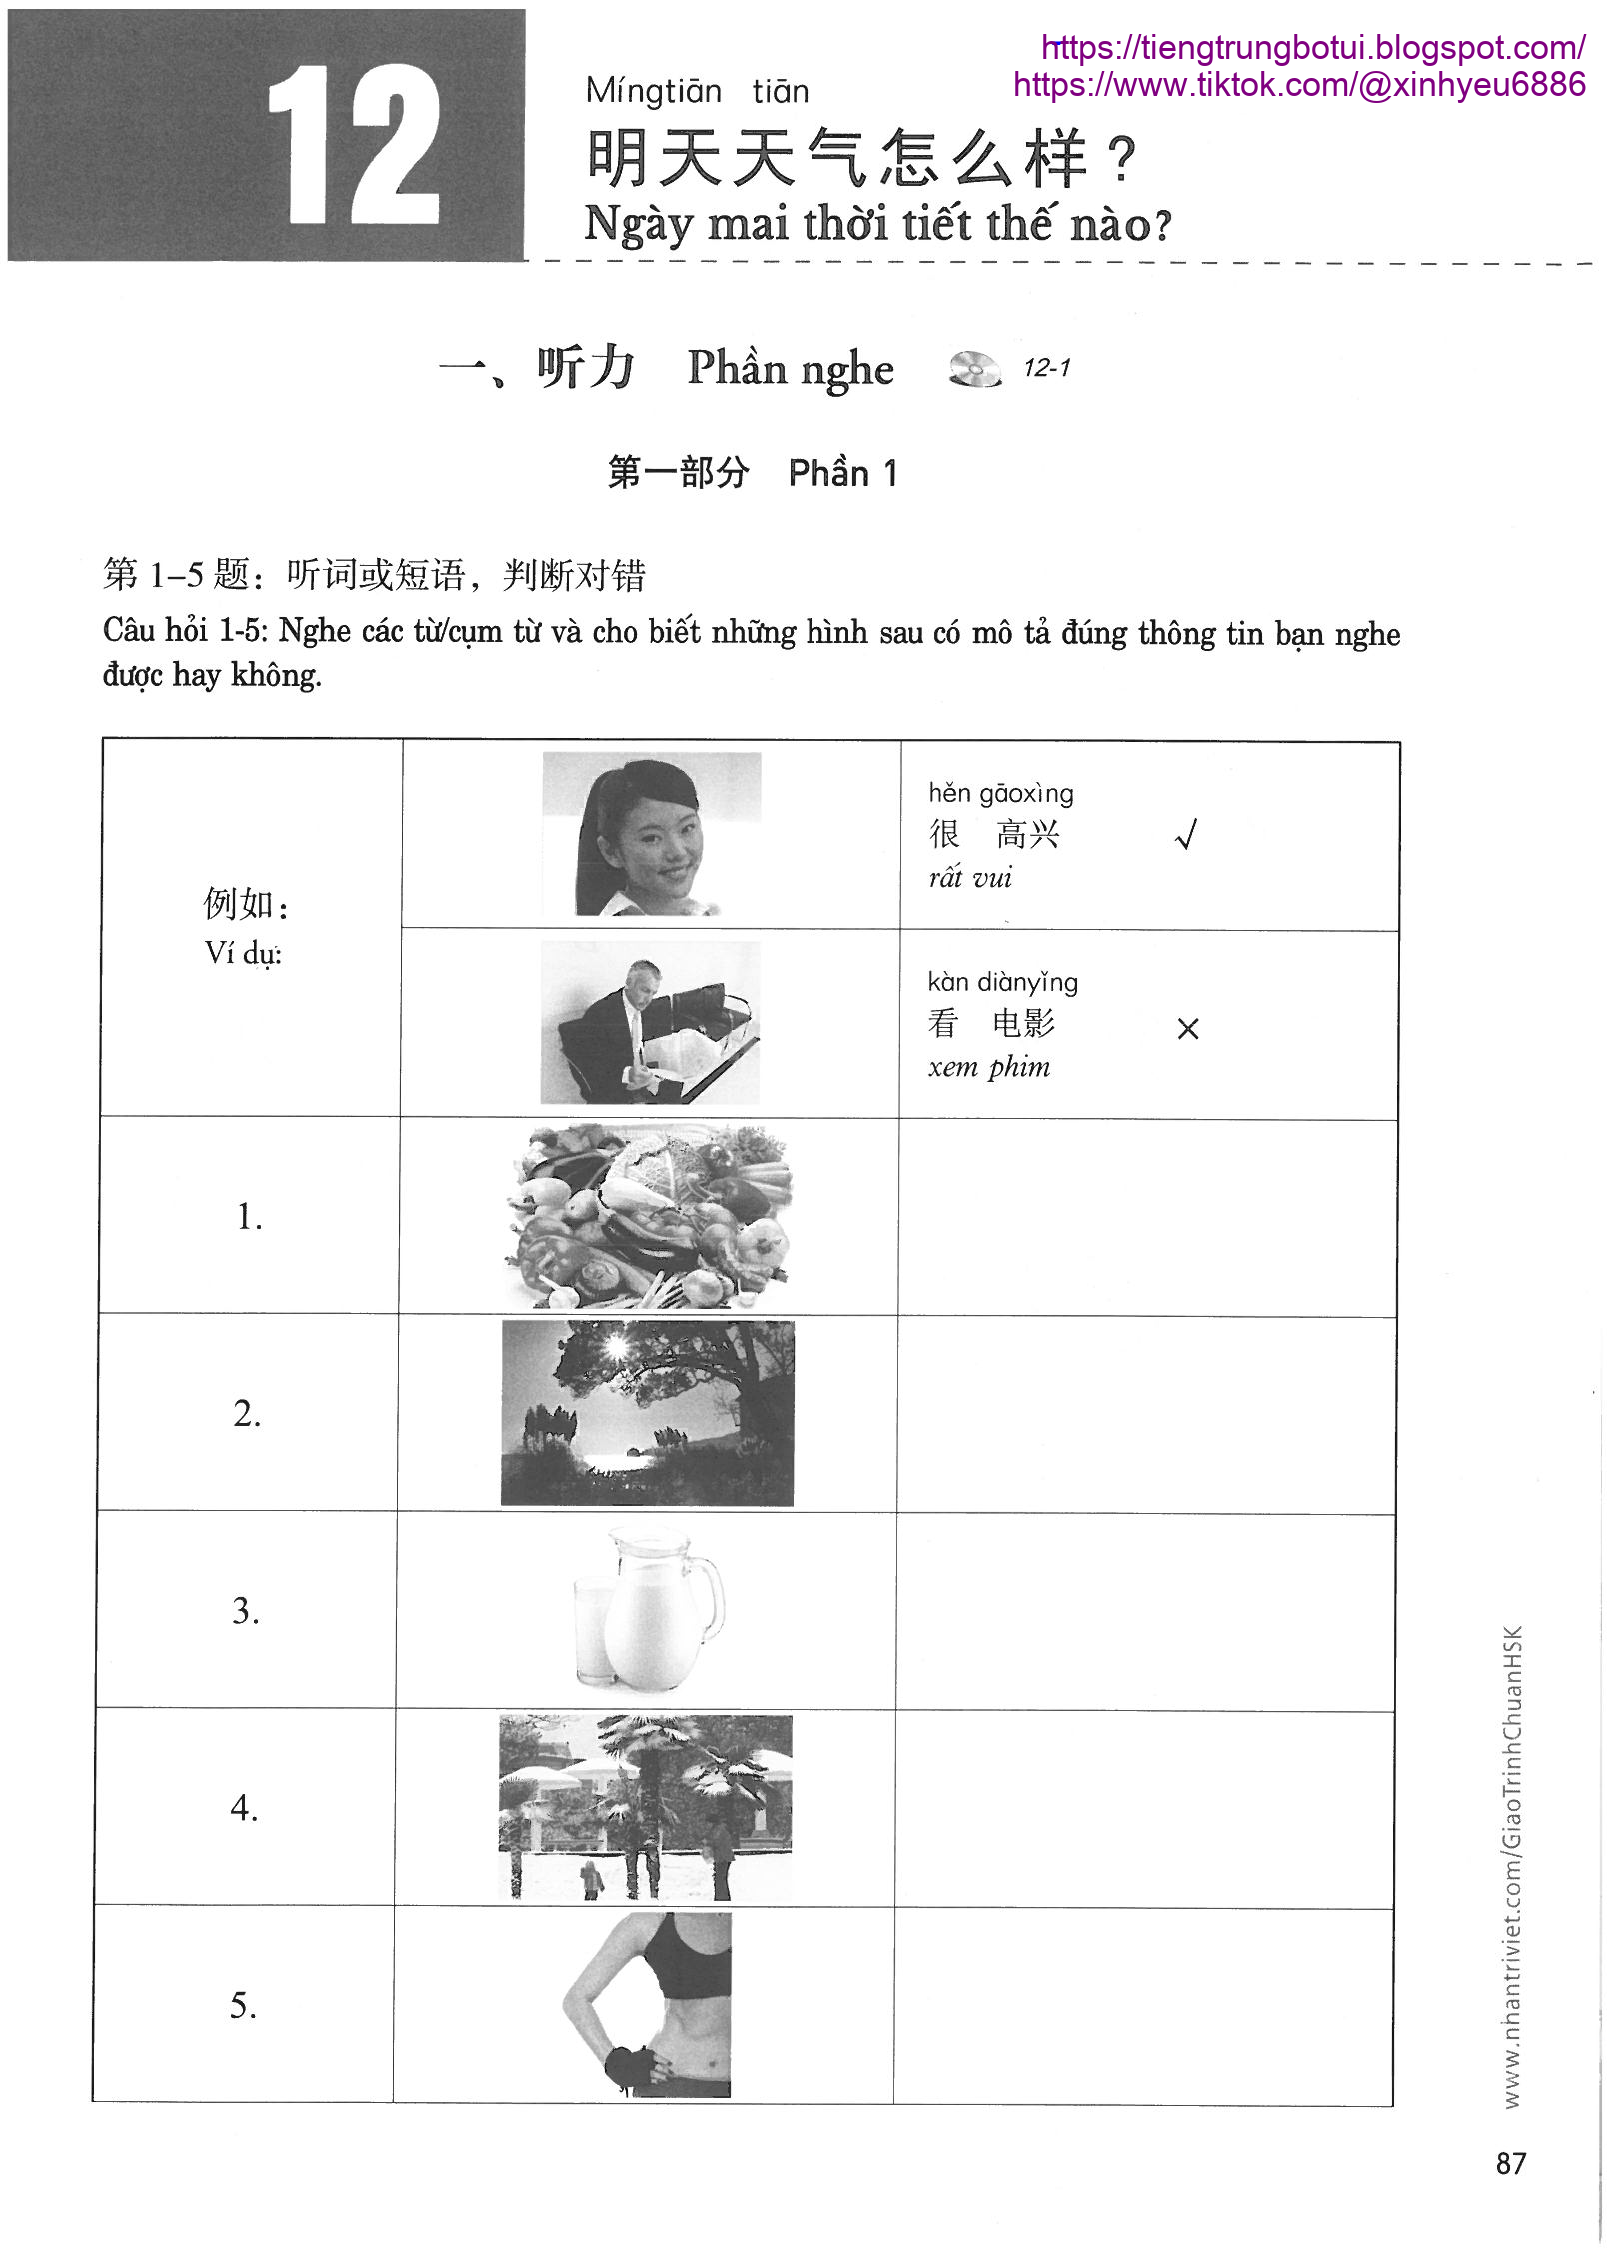 https://tiengtrungbotui.blogspot.com/
https://www.tiktok.com/@xinhyeu6886
12
Míngtiān tiān
明天天气怎么样？
Ngày mai thời tiết thế nào?
一、听力 Phần nghe 12-1
第一部分 Phần 1
第 1–5 题：听词或短语，判断对错
Câu hỏi 1-5: Nghe các từ/cụm từ và cho biết những hình sau có mô tả đúng thông tin bạn nghe
được hay không.
例如：
Ví dụ:
hěn gāoxìng
很 高兴 √
rất vui
kàn diànyǐng
看 电影 ×
xem phim
1.
2.
3.
4.
5.
www.nhantriviet.com/GiaoTrinhChuanHSK
87